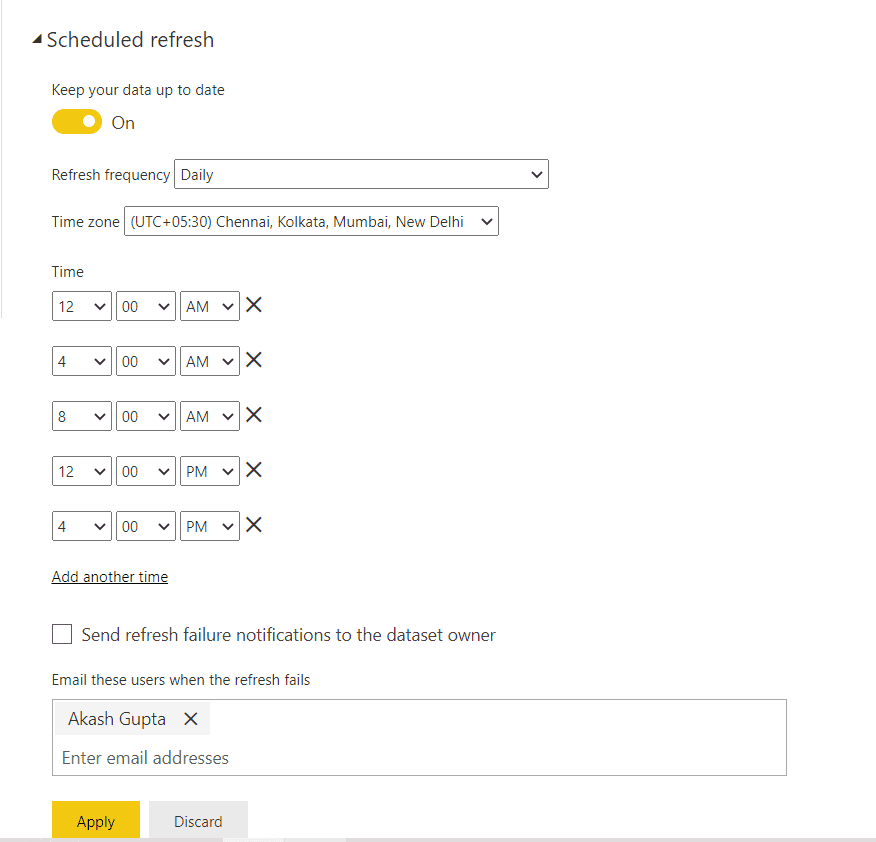 Scheduled refresh
Keep your data up to date
On
Refresh frequency Daily
Time zone (UTC+05:30) Chennai, Kolkata, Mumbai, New Delhi
Time
12 00 AM
4 00 AM
8 00 AM
12 00 PM
4 00 PM
Add another time
Send refresh failure notifications to the dataset owner
Email these users when the refresh fails
Akash Gupta
Enter email addresses
Apply Discard